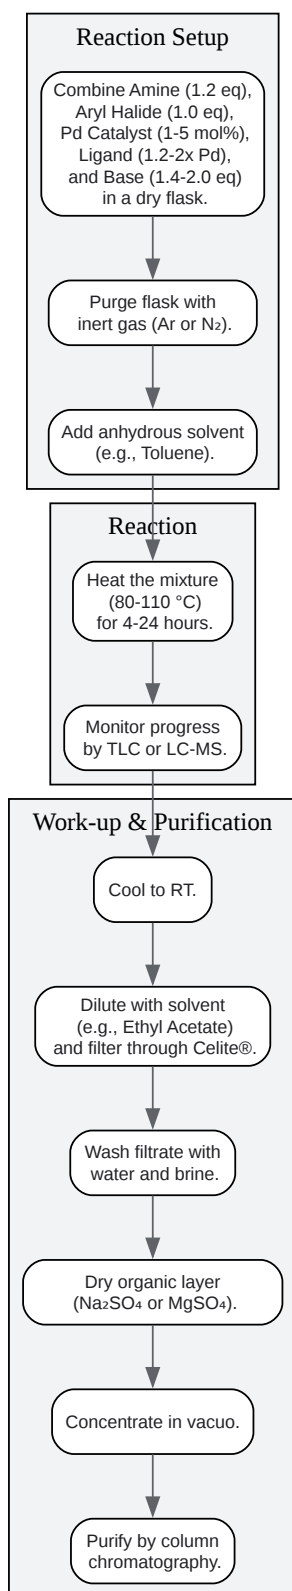 Reaction Setup
Combine Amine (1.2 eq),
Aryl Halide (1.0 eq),
Pd Catalyst (1-5 mol%),
Ligand (1.2-2x Pd),
and Base (1.4-2.0 eq)
in a dry flask.
Purge flask with
inert gas (Ar or N₂).
Add anhydrous solvent
(e.g., Toluene).
Reaction
Heat the mixture
(80-110 °C)
for 4-24 hours.
Monitor progress
by TLC or LC-MS.
Work-up & Purification
Cool to RT.
Dilute with solvent
(e.g., Ethyl Acetate)
and filter through Celite®.
Wash filtrate with
water and brine.
Dry organic layer
(Na₂SO₄ or MgSO₄).
Concentrate in vacuo.
Purify by column
chromatography.